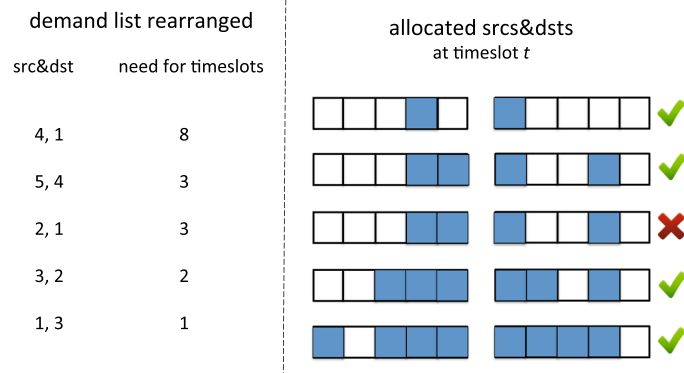 demand list rearranged
src&dst need for timeslots
4, 1 8
5, 4 3
2, 1 3
3, 2 2
1, 3 1
allocated srcs&dsts
at timeslot t